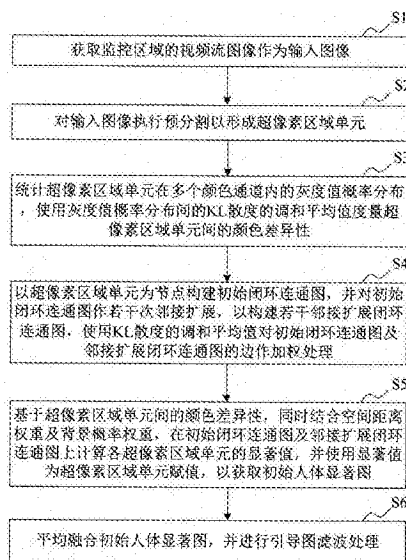 S1
获取监控区域的视频流图像作为输入图像
S2
对输入图像执行预分割以形成超像素区域单元
S3
统计超像素区域单元在多个颜色通道内的灰度值概率分布
，使用灰度值概率分布间的KL散度的调和平均值度量超
像素区域单元间的颜色差异性
S4
以超像素区域单元为节点构建初始闭环连通图，并对初始
闭环连通图作若干次邻接扩展，以构建若干邻接扩展闭环
连通图，使用KL散度的调和平均值对初始闭环连通图及
邻接扩展闭环连通图的边作加权处理
S5
基于超像素区域单元间的颜色差异性，同时结合空间距离
权重及背景概率权重，在初始闭环连通图及邻接扩展闭环
连通图上计算各超像素区域单元的显著值，并使用显著值
为超像素区域单元赋值，以获取初始人体显著图
S6
平均融合初始人体显著图，并进行引导图滤波处理